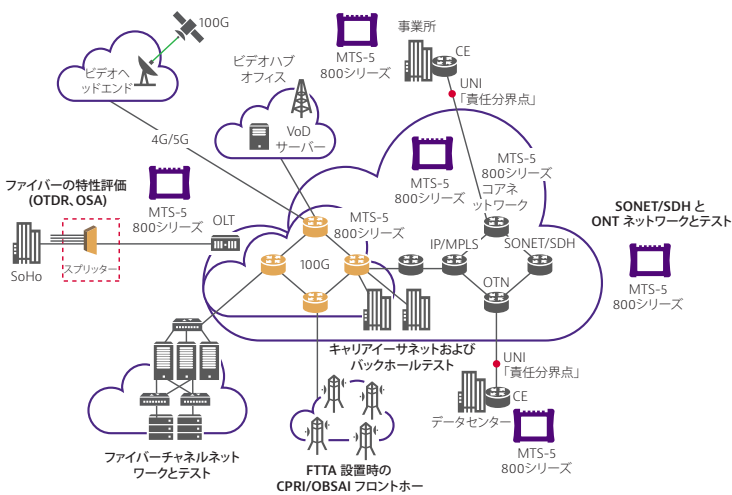 100G
ビデオヘ
ッドエンド
ビデオハブ
オフィス
VoD
サーバー
4G/5G
MTS-5
800シリーズ
事業所
CE
UNI
「責任分界点」
MTS-5
800シリーズ
MTS-5
800シリーズ
コアネ
ットワーク
ファイバーの特性評価
(OTDR、OSA)
MTS-5
800シリーズ
OLT
SoHo
スプリッター
MTS-5
800シリーズ
100G
IP/MPLS
SONET/SDH
OTN
SONET/SDH と
ONT ネットワークとテスト
MTS-5
800シリーズ
キャリアイーサネットおよび
バックホールテスト
UNI
「責任分界点」
CE
データセンター
MTS-5
800シリーズ
ファイバーチャネルネット
ワークとテスト
FTTA 設置時の
CPRI/OBSAI フロントホー